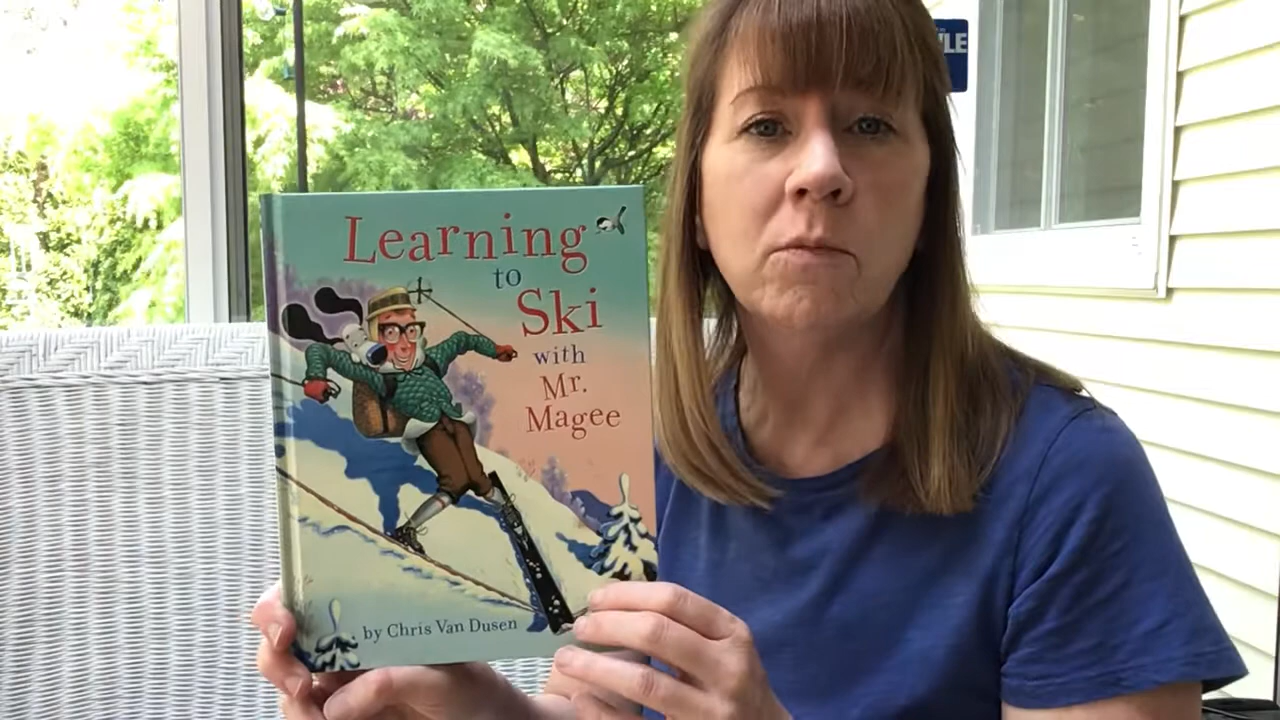 Learning
to
Ski
with
Mr.
Magee
by Chris Van Dusen